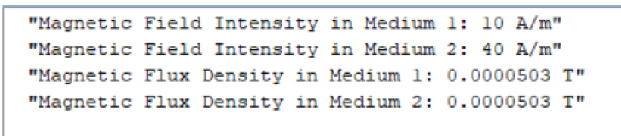 "Magnetic Field Intensity in Medium 1: 10 A/m"
"Magnetic Field Intensity in Medium 2: 40 A/m"
"Magnetic Flux Density in Medium 1: 0.0000503 T"
"Magnetic Flux Density in Medium 2: 0.0000503 T"